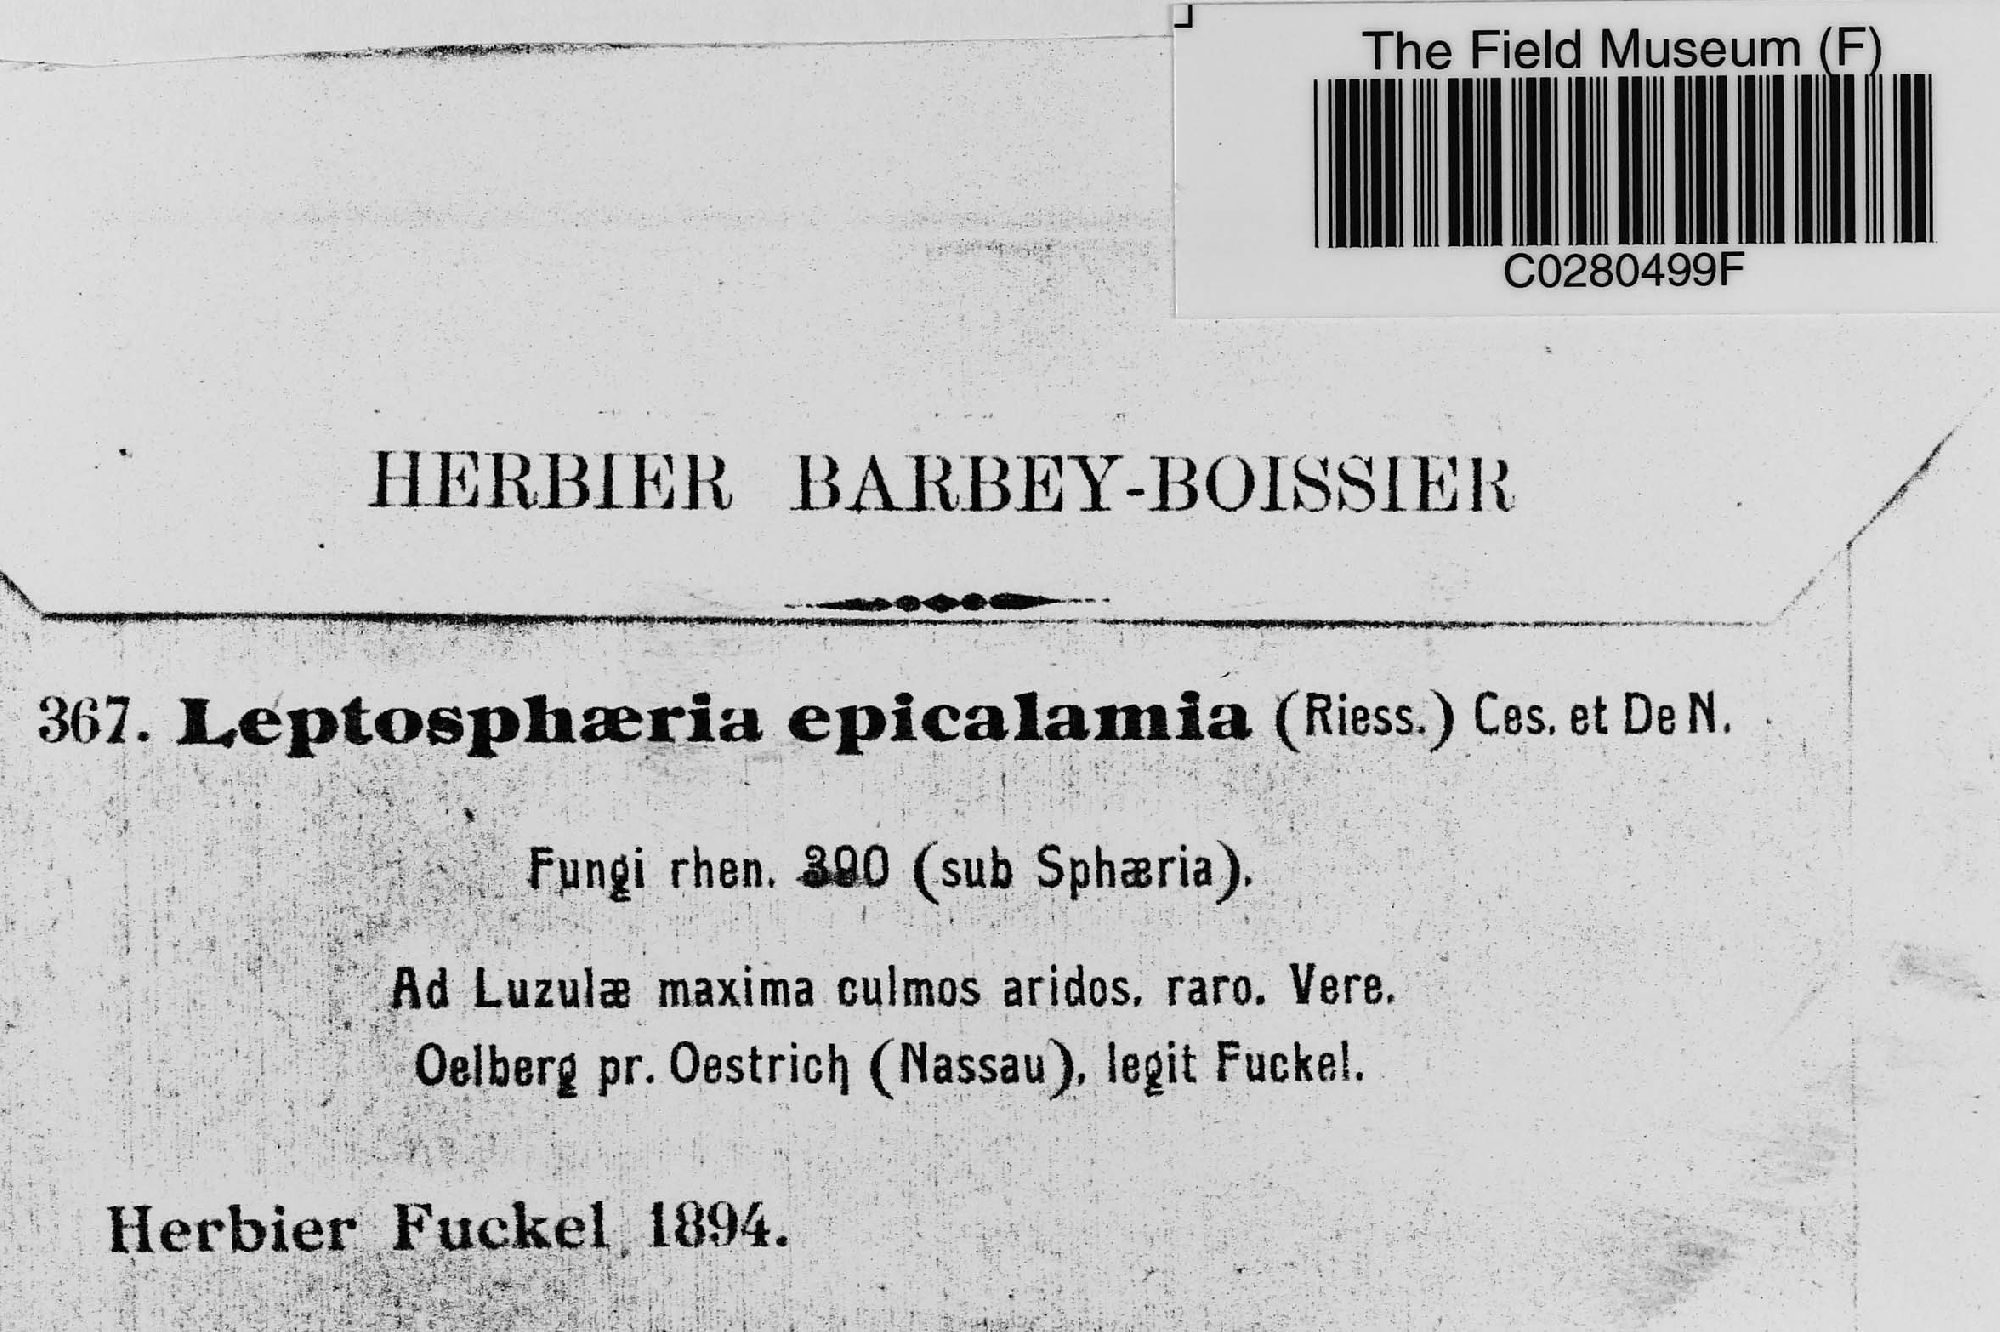 The Field Museum (F)
C0280499F
HERBIER BARBEY-BOISSIER
367. Leptosphæria epicalamia (Riess.) Ces. et De N.
Fungi rhen. (sub Sphæria).
Ad Luzulæ maxima culmos aridos, raro. Vere.
Oelberg pr. Oestrich (Nassau), legit Fuckel.
Herbier Fuckel 1894.